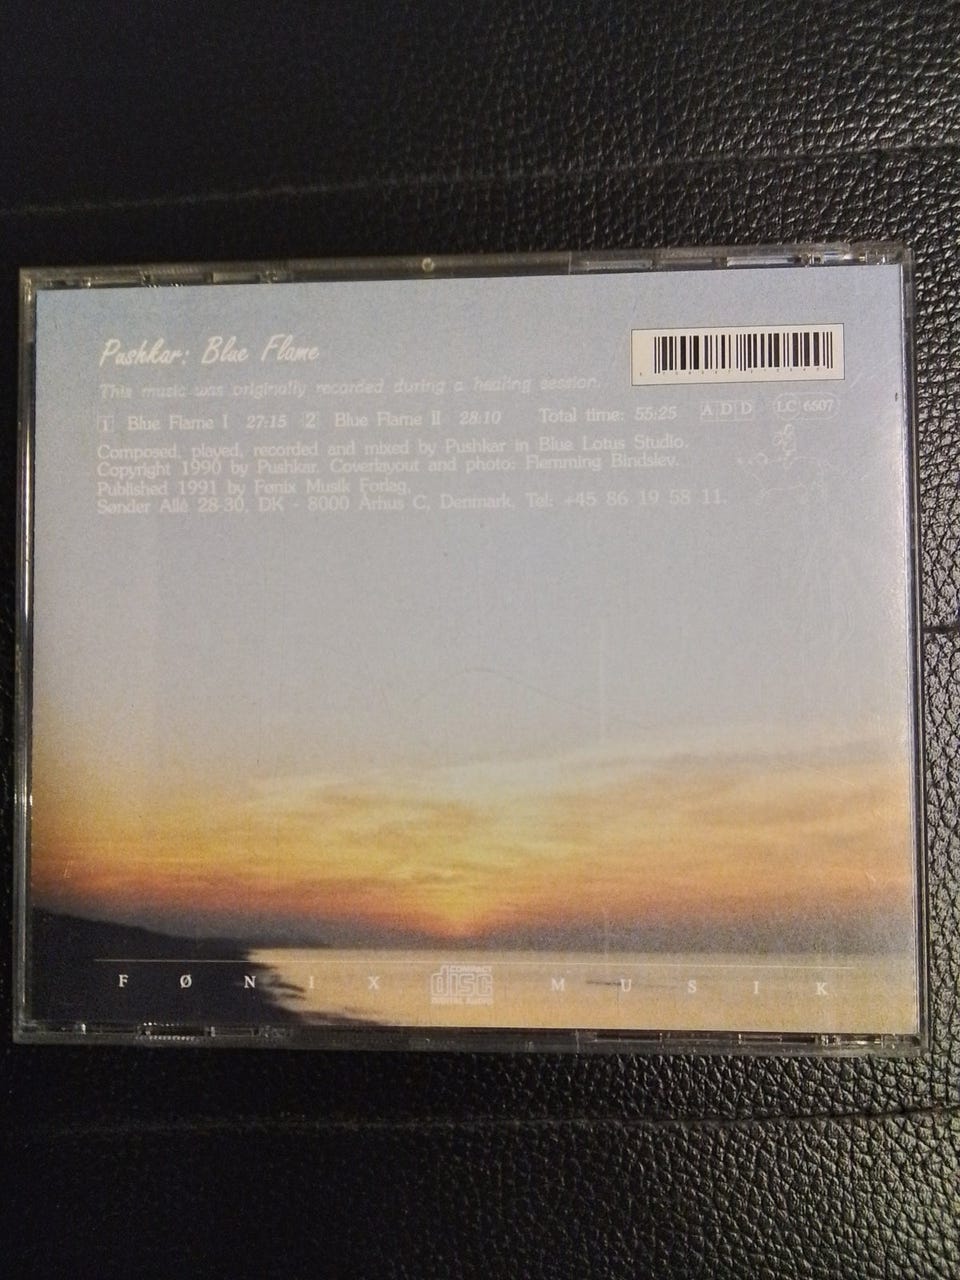 Pushkar: Blue Flame
This music was originally recorded during a healing session.
1 Blue Flame I 27:15 2 Blue Flame II 28:10 Total time: 55:25 ADD LC 6507
Composed, played, recorded and mixed by Pushkar in Blue Lotus Studio.
Copyright 1990 by Pushkar. Coverlayout and photo: Flemming Bindslev.
Published 1991 by Fønix Musik Forlag,
Sønder Allé 28-30, DK - 8000 Århus C, Denmark. Tel: +45 86 19 58 11.
FØNIX COMPACT disc DIGITAL AUDIO MUSIK